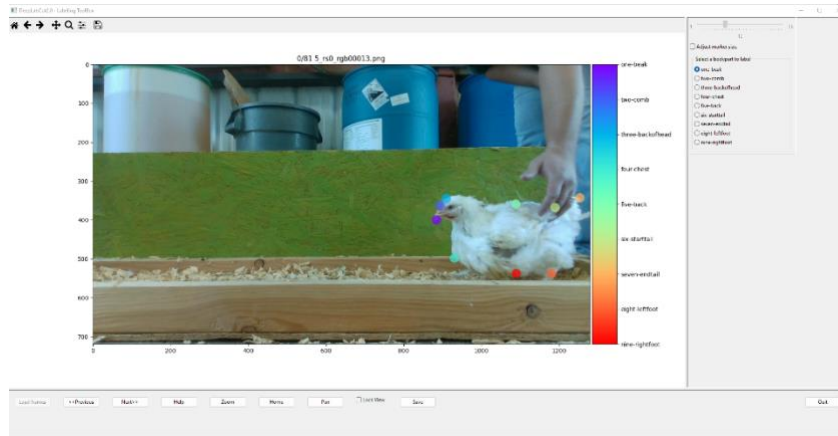 DeepLabCut2.0 - Labeling ToolBox
0/81 5_rs0_rgb00013.png
0
100
200
300
400
500
600
700
0
200
400
600
800
1000
1200
one-beak
two-comb
three-backofhead
four-chest
five-back
six-starttail
seven-endtail
eight-leftfoot
nine-rightfoot
Adjust marker size.
Select a bodypart to label
one-beak
two-comb
three-backofhead
four-chest
five-back
six-starttail
seven-endtail
eight-leftfoot
nine-rightfoot
Load frames
<<Previous
Next>>
Help
Zoom
Home
Pan
Lock View
Save
Quit